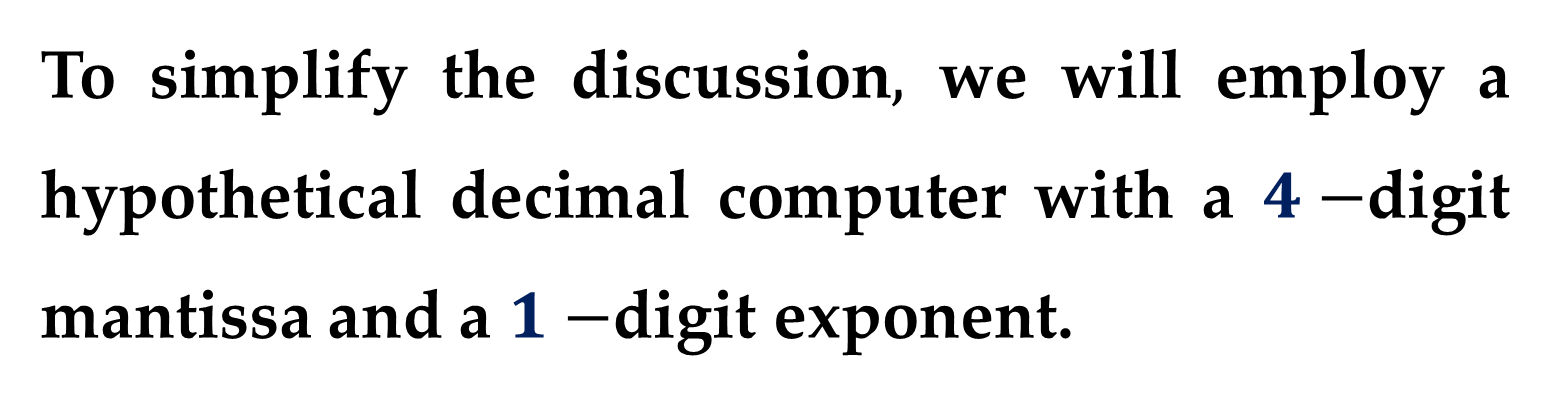 To simplify the discussion, we will employ a
hypothetical decimal computer with a 4 –digit
mantissa and a 1 –digit exponent.